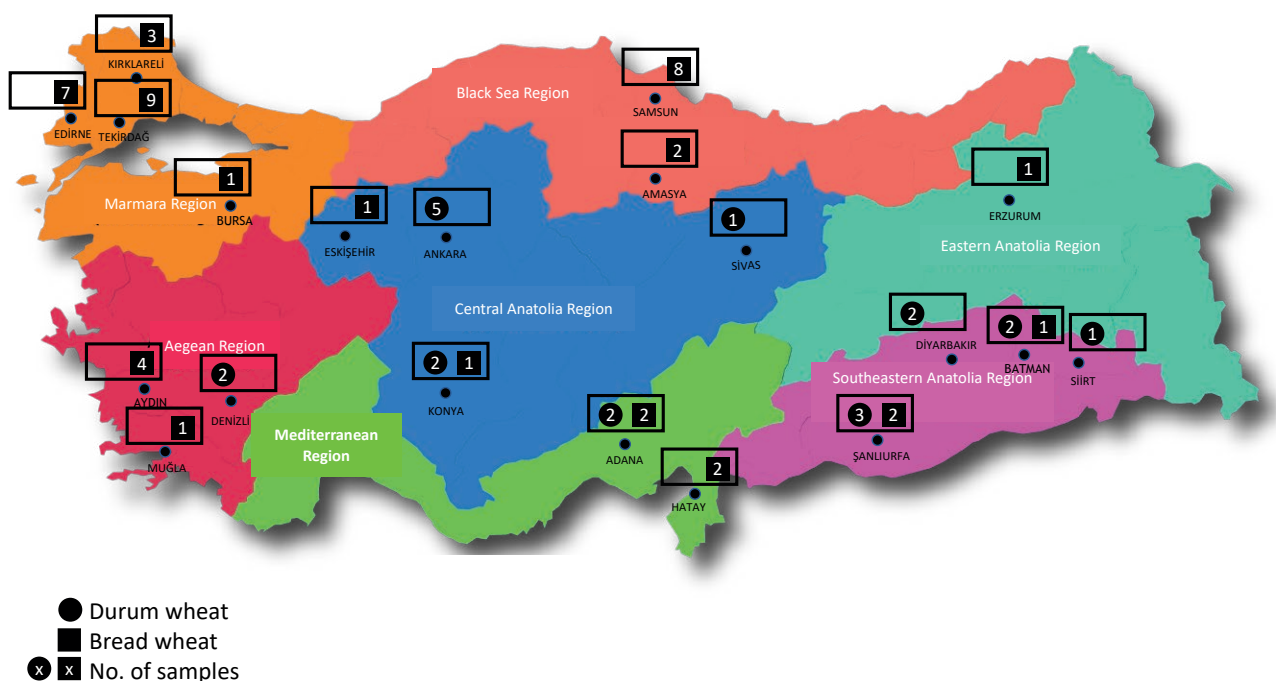 3
KIRKLARELİ
7
EDİRNE
9
TEKİRDAĞ
1
BURSA
Marmara Region
Black Sea Region
8
SAMSUN
2
AMASYA
1
ESKİŞEHİR
5
ANKARA
1
SİVAS
1
ERZURUM
Eastern Anatolia Region
Central Anatolia Region
Aegean Region
4
AYDIN
2
DENİZLİ
1
MUĞLA
2 1
KONYA
Mediterranean
Region
2 2
ADANA
2
HATAY
2
DİYARBAKIR
2 1
BATMAN
1
SİİRT
Southeastern Anatolia Region
3 2
ŞANLIURFA
Durum wheat
Bread wheat
x x No. of samples